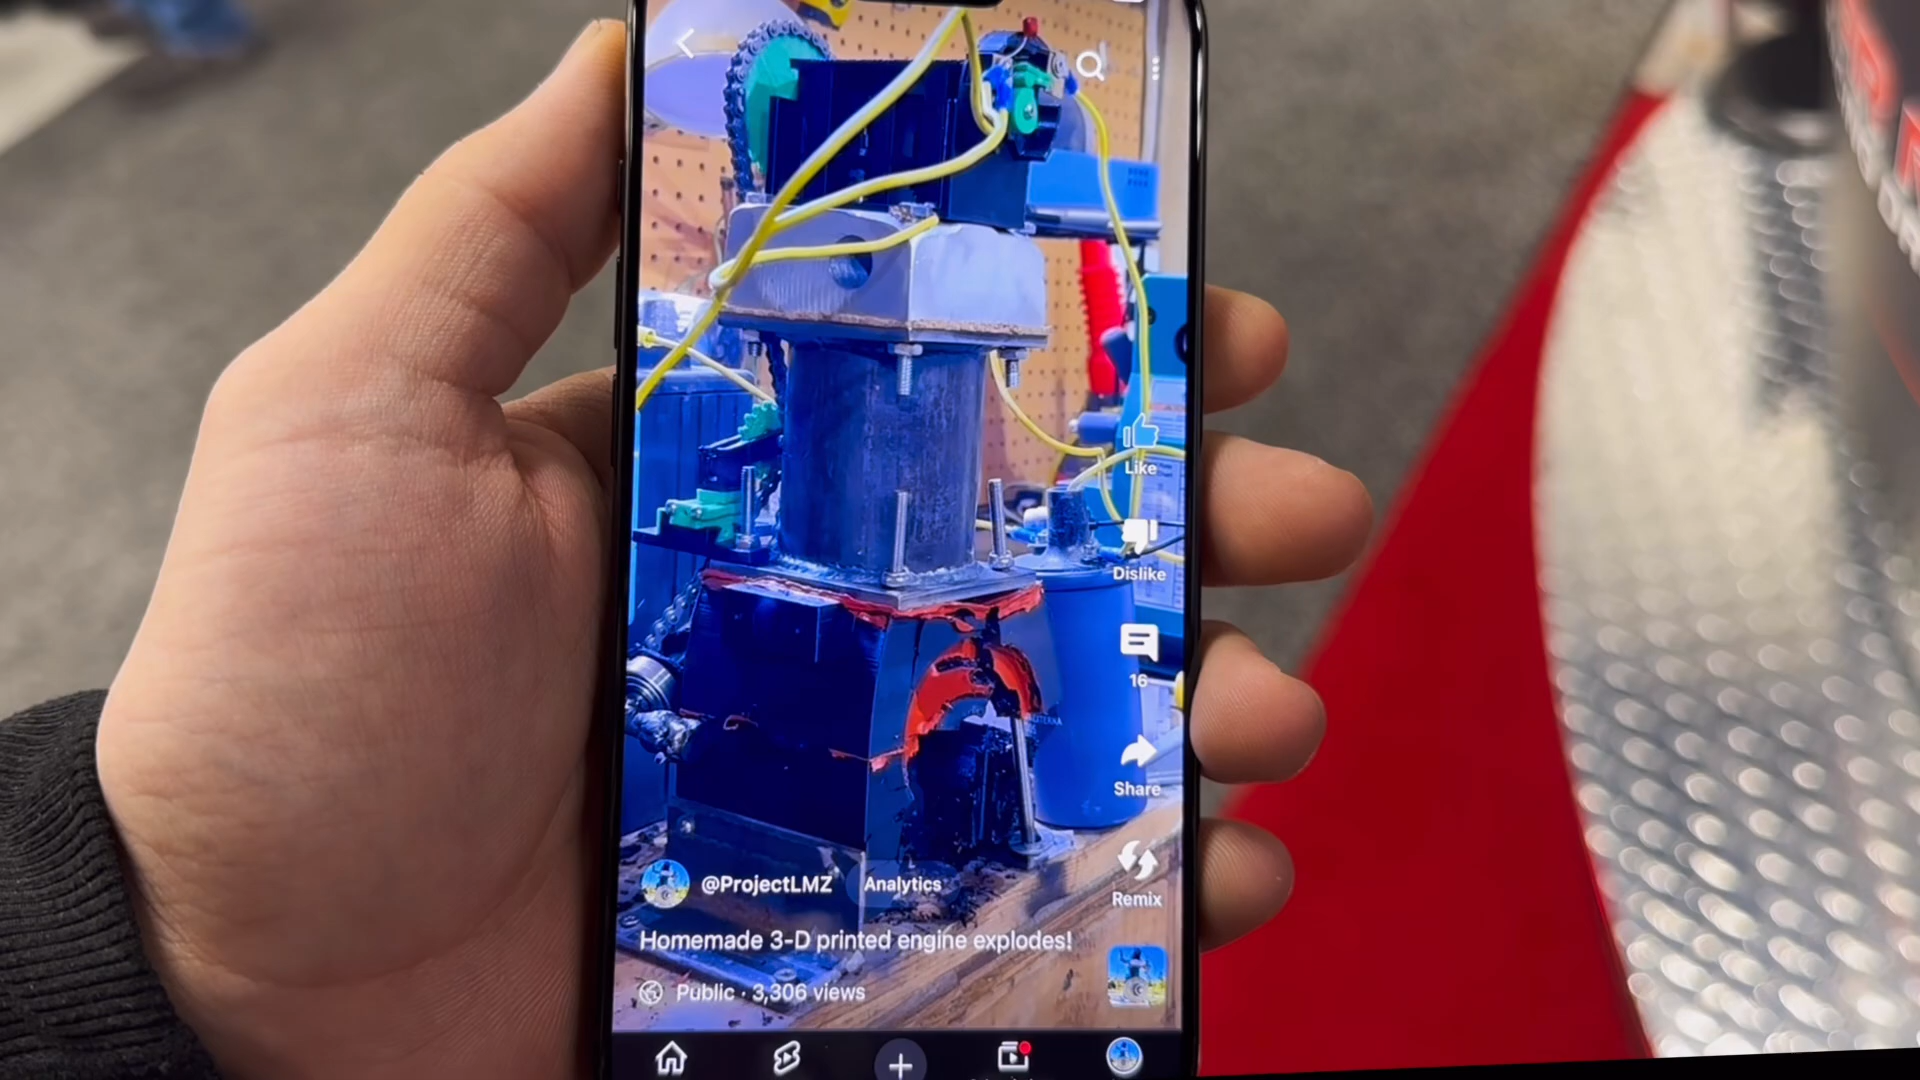 Like
Dislike
16
Share
Remix
@ProjectLMZ
Analytics
Homemade 3-D printed engine explodes!
Public · 3,306 views